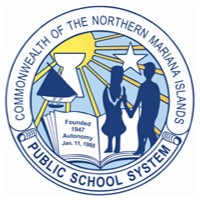 COMMONWEALTH OF THE NORTHERN MARIANA ISLANDS
Founded
1947
Autonomy
Jan. 11, 1988
PUBLIC SCHOOL SYSTEM